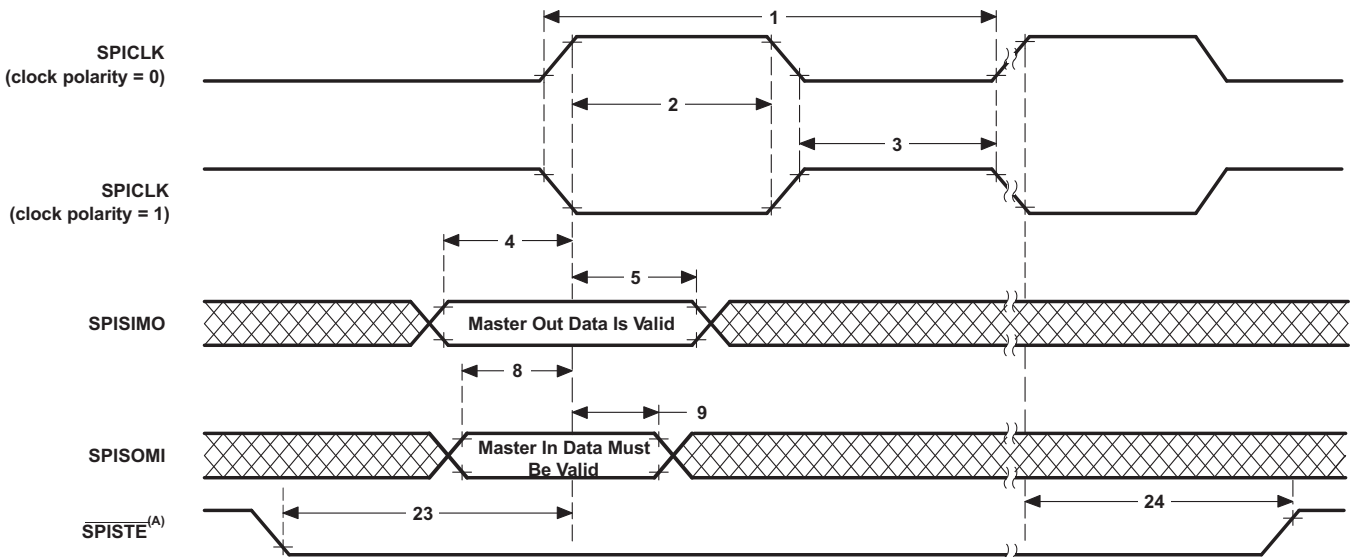 1
SPICLK
(clock polarity = 0)
2
3
SPICLK
(clock polarity = 1)
4
5
SPISIMO
Master Out Data Is Valid
8
9
SPISOMI
Master In Data Must
Be Valid
23
24
SPISTE(A)